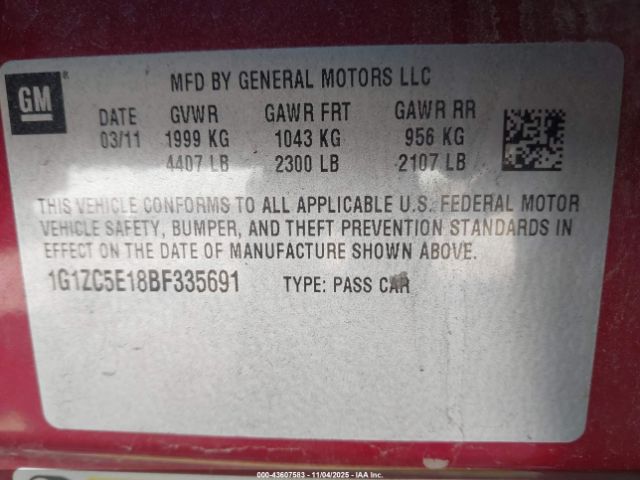 GM
®
MFD BY GENERAL MOTORS LLC
DATE GVWR GAWR FRT GAWR RR
03/11 1999 KG 1043 KG 956 KG
4407 LB 2300 LB 2107 LB
THIS VEHICLE CONFORMS TO ALL APPLICABLE U.S. FEDERAL MOTOR
VEHICLE SAFETY, BUMPER, AND THEFT PREVENTION STANDARDS IN
EFFECT ON THE DATE OF MANUFACTURE SHOWN ABOVE.
1G1ZC5E18BF335691 TYPE: PASS CAR
000-43607583 - 11/04/2025 - Copyright © 2025 IAA, Inc.